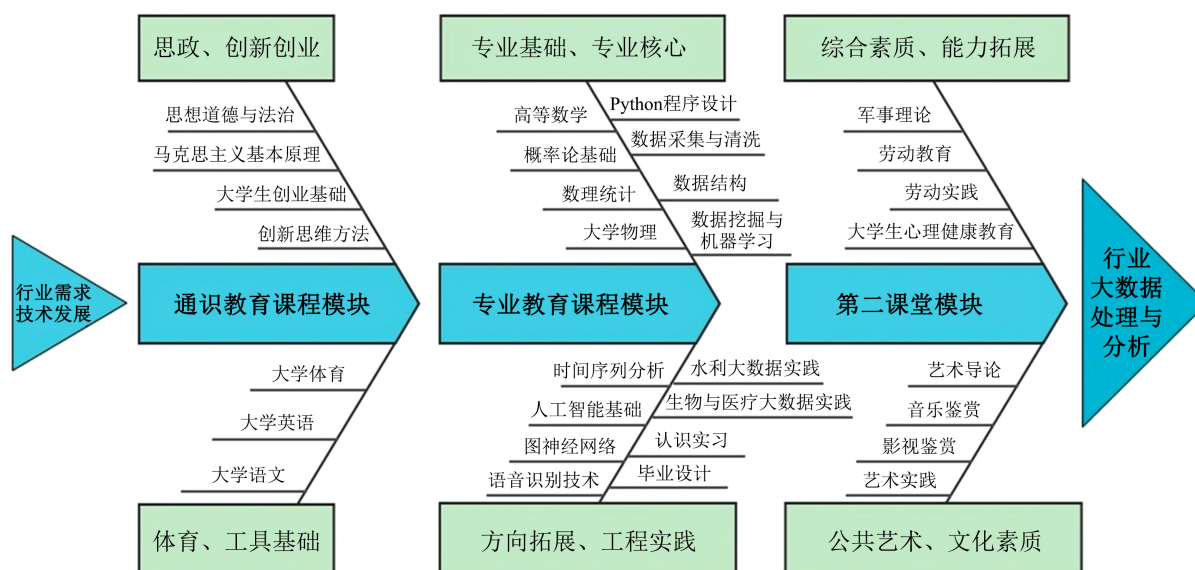 思政、创新创业
专业基础、专业核心
综合素质、能力拓展
思想道德与法治
马克思主义基本原理
大学生创业基础
创新思维方法
高等数学
概率论基础
数理统计
大学物理
Python程序设计
数据采集与清洗
数据结构
数据挖掘与
机器学习
军事理论
劳动教育
劳动实践
大学生心理健康教育
行业需求
技术发展
通识教育课程模块
专业教育课程模块
第二课堂模块
行业
大数据
处理与
分析
大学体育
大学英语
大学语文
时间序列分析
人工智能基础
图神经网络
语音识别技术
水利大数据实践
生物与医疗大数据实践
认识实习
毕业设计
艺术导论
音乐鉴赏
影视鉴赏
艺术实践
体育、工具基础
方向拓展、工程实践
公共艺术、文化素质